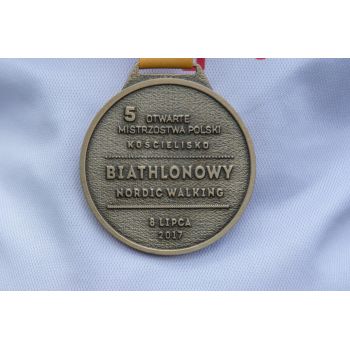 5 OTWARTE
MISTRZOSTWA POLSKI
KOŚCIELISKO
BIATHLONOWY
NORDIC WALKING
8 LIPCA
2017